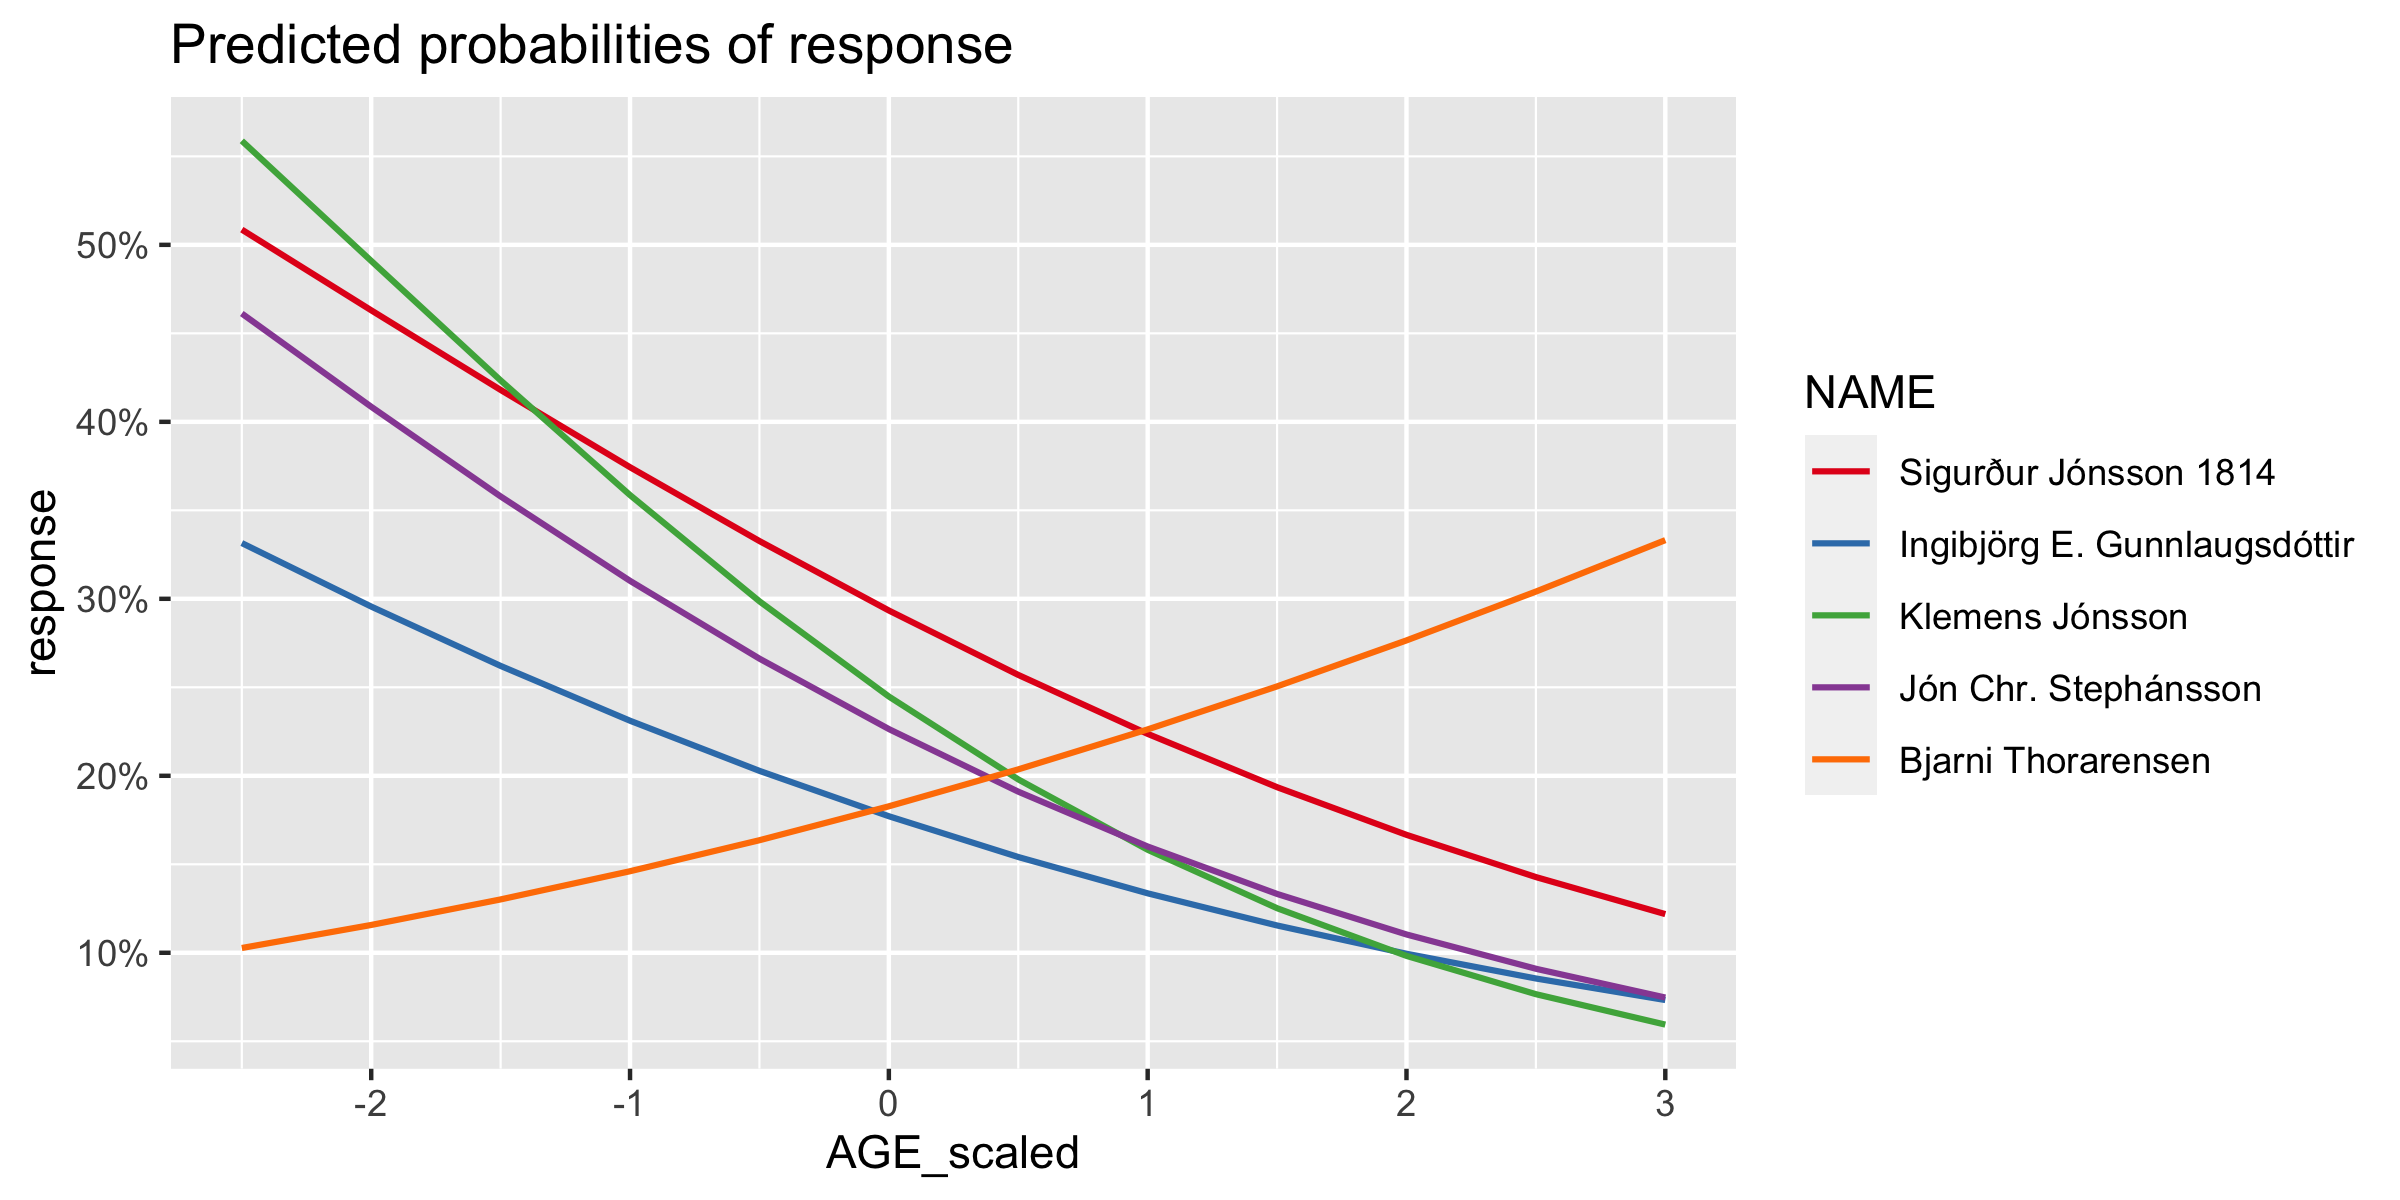 Predicted probabilities of response
response
50%
40%
30%
20%
10%
-2 -1 0 1 2 3
AGE_scaled
NAME
Sigurður Jónsson 1814
Ingibjörg E. Gunnlaugsdóttir
Klemens Jónsson
Jón Chr. Stephánsson
Bjarni Thorarensen